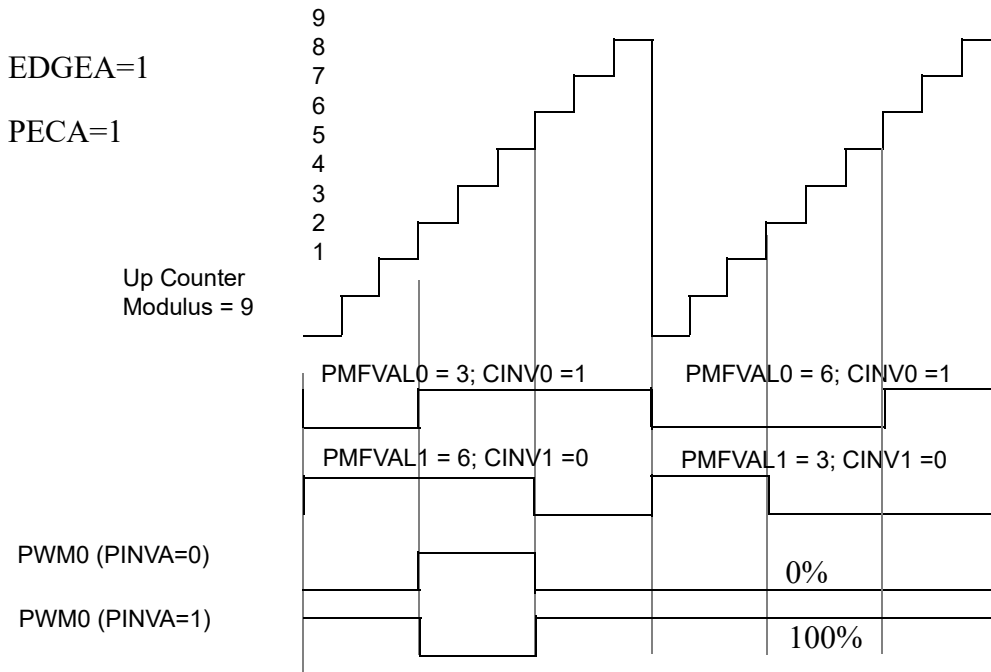 9
8
EDGEA=1
7
6
PECA=1
5
4
3
2
1
Up Counter
Modulus = 9
PMFVAL0 = 3; CINV0 =1
PMFVAL0 = 6; CINV0 =1
PMFVAL1 = 6; CINV1 =0
PMFVAL1 = 3; CINV1 =0
PWM0 (PINVA=0)
0%
PWM0 (PINVA=1)
100%